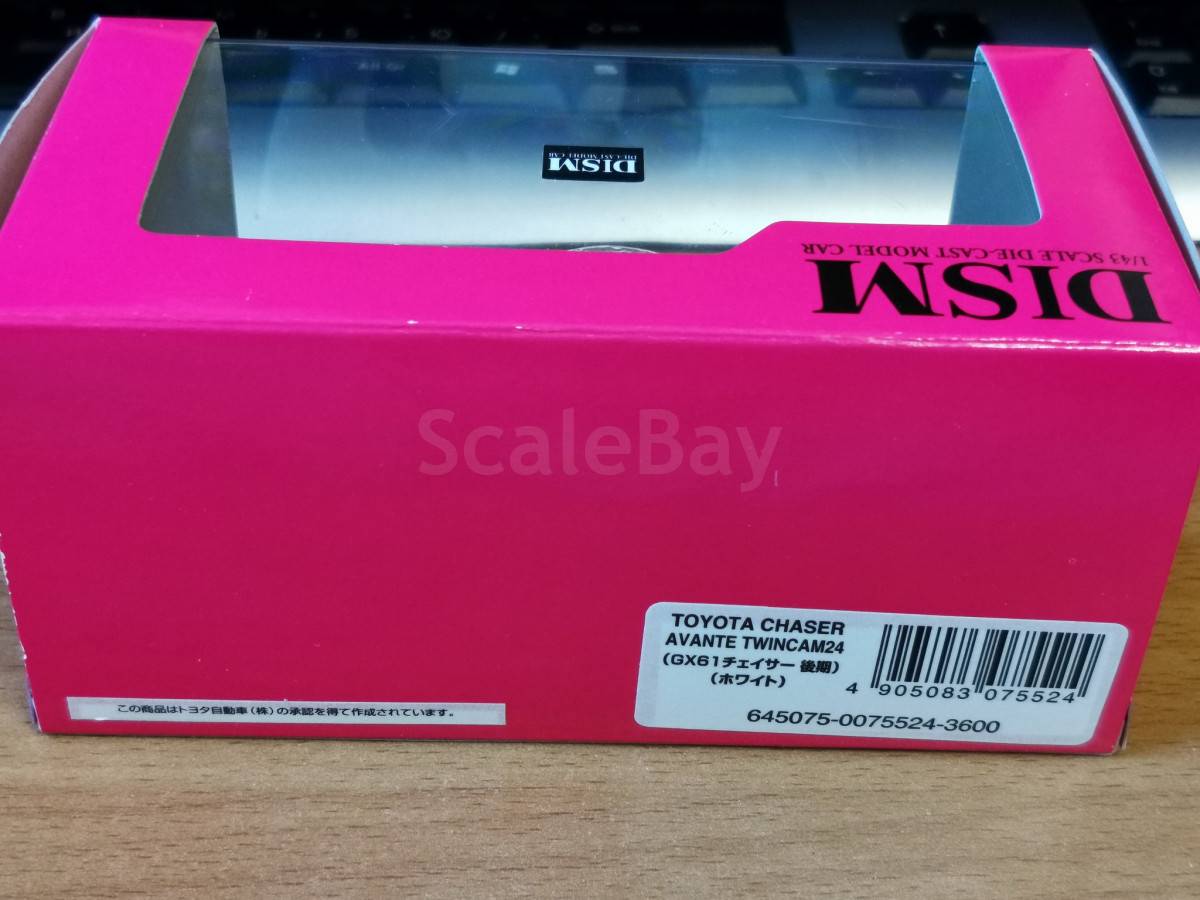 DISM
DIE-CAST MODEL CAR
1/43 SCALE DIE-CAST MODEL CAR
DISM
ScaleBay
TOYOTA CHASER
AVANTE TWINCAM24
(GX61チェイサー 後期)
(ホワイト)
4 905083 075524
645075-0075524-3600
この商品はトヨタ自動車(株)の承認を得て作成されています。